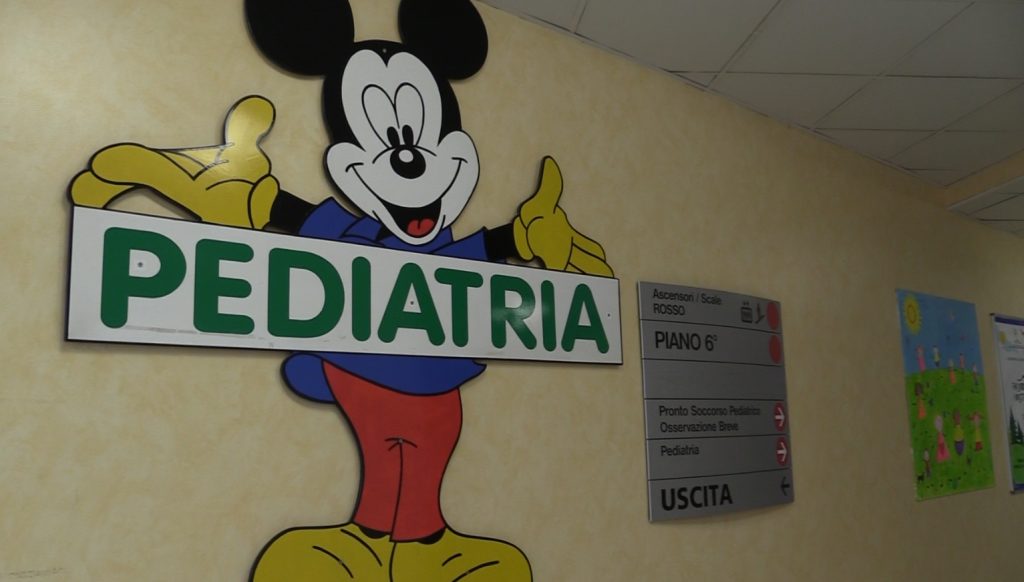 PEDIATRIA
Ascensori / Scale
ROSSO
PIANO 6°
Pronto Soccorso Pediatrico
Osservazione Breve
Pediatria
USCITA